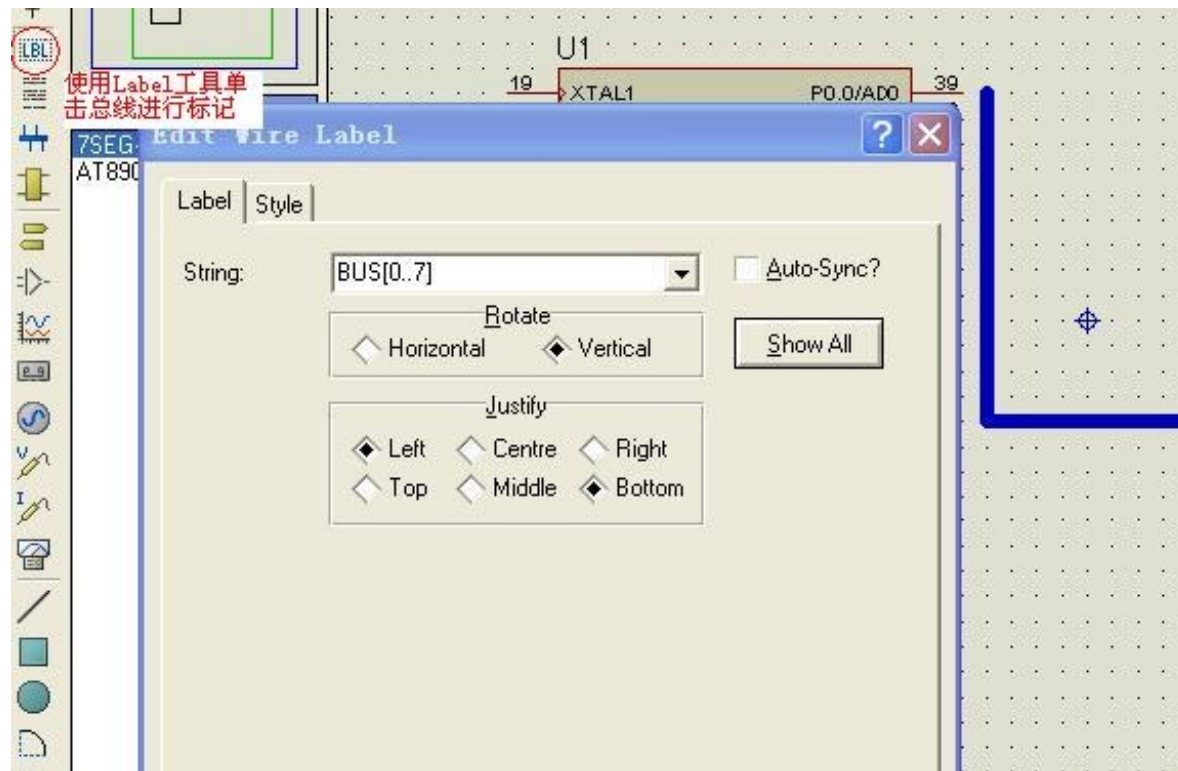 LBL
使用Label工具单
击总线进行标记
U1
19
XTAL1
P0.0/AD0
39
7SEG-
AT890
Edit Wire Label
Label
Style
String:
BUS[0..7]
Auto-Sync?
Rotate
Horizontal
Vertical
Show All
Justify
Left
Centre
Right
Top
Middle
Bottom
V
I